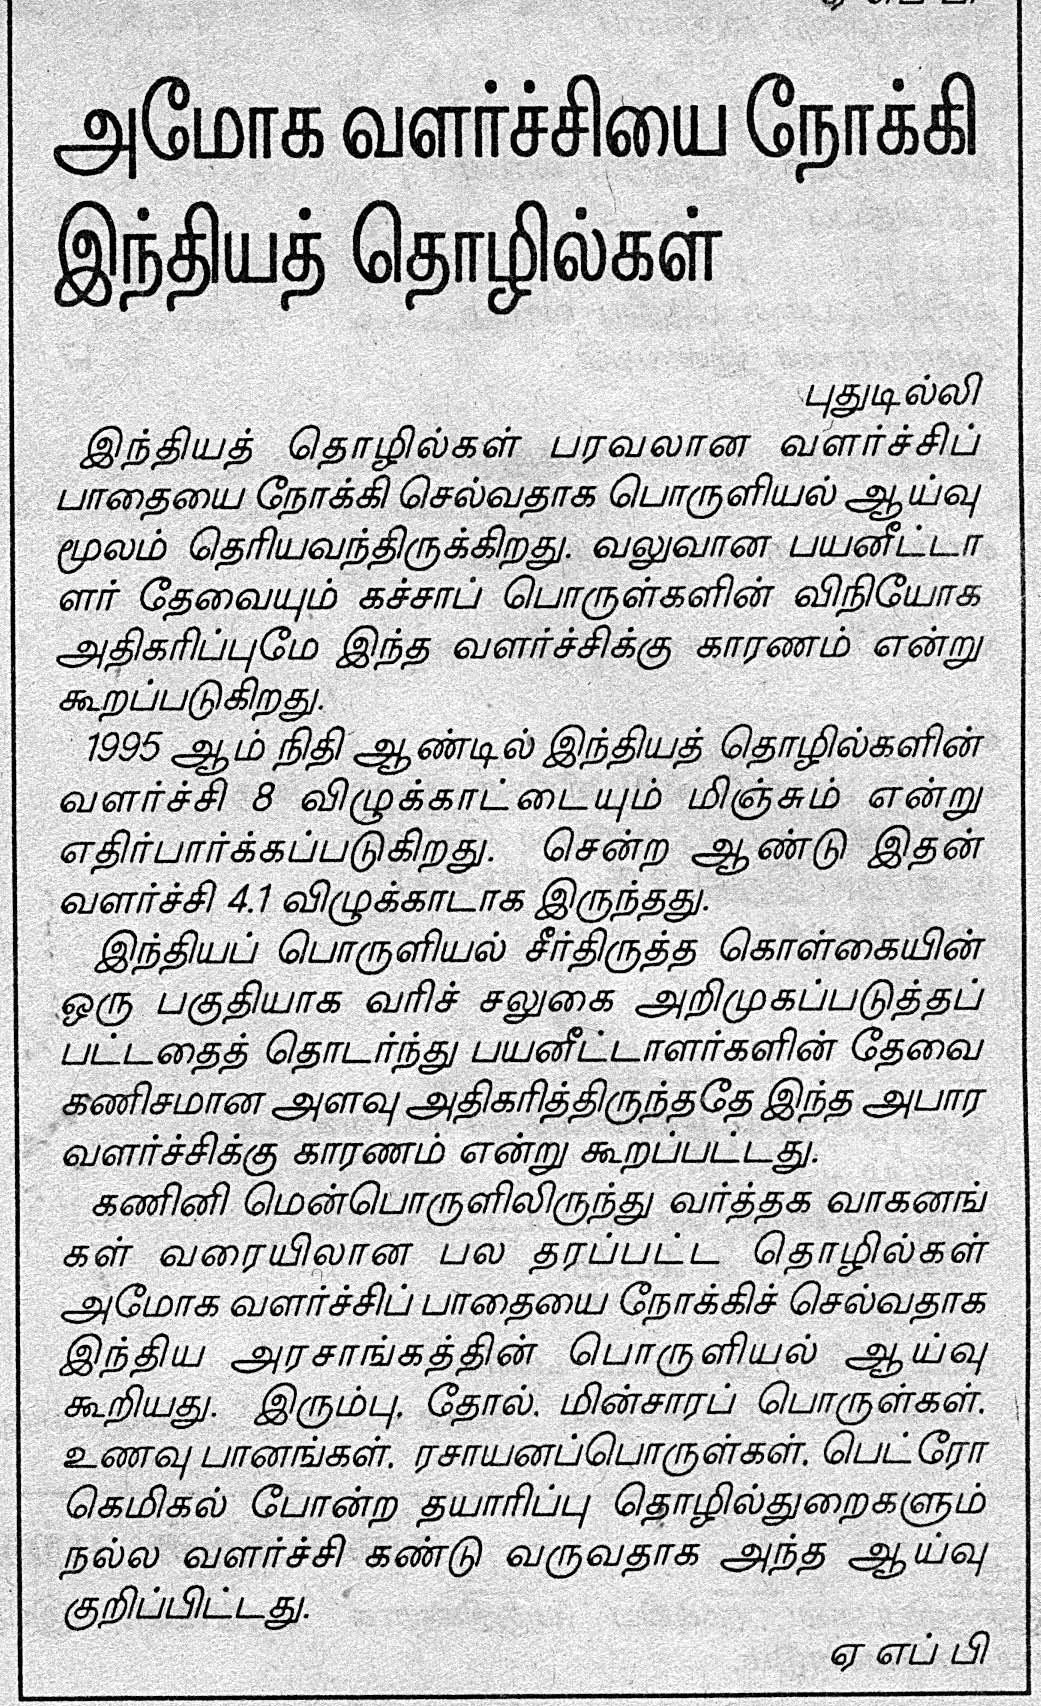 ஏ எப் பி
அமோக வளர்ச்சியை நோக்கி
இந்தியத் தொழில்கள்
புதுடில்லி
இந்தியத் தொழில்கள் பரவலான வளர்ச்சிப்
பாதையை நோக்கி செல்வதாக பொருளியல் ஆய்வு
மூலம் தெரியவந்திருக்கிறது. வலுவான பயனீட்டா
ளர் தேவையும் கச்சாப் பொருள்களின் விநியோக
அதிகரிப்புமே இந்த வளர்ச்சிக்கு காரணம் என்று
கூறப்படுகிறது.
1995 ஆம் நிதி ஆண்டில் இந்தியத் தொழில்களின்
வளர்ச்சி 8 விழுக்காட்டையும் மிஞ்சும் என்று
எதிர்பார்க்கப்படுகிறது. சென்ற ஆண்டு இதன்
வளர்ச்சி 4.1 விழுக்காடாக இருந்தது.
இந்தியப் பொருளியல் சீர்திருத்த கொள்கையின்
ஒரு பகுதியாக வரிச் சலுகை அறிமுகப்படுத்தப்
பட்டதைத் தொடர்ந்து பயனீட்டாளர்களின் தேவை
கணிசமான அளவு அதிகரித்திருந்ததே இந்த அபார
வளர்ச்சிக்கு காரணம் என்று கூறப்பட்டது.
கணினி மென்பொருளிலிருந்து வர்த்தக வாகனங்
கள் வரையிலான பல தரப்பட்ட தொழில்கள்
அமோக வளர்ச்சிப் பாதையை நோக்கிச் செல்வதாக
இந்திய அரசாங்கத்தின் பொருளியல் ஆய்வு
கூறியது. இரும்பு, தோல், மின்சாரப் பொருள்கள்,
உணவு பானங்கள், ரசாயனப்பொருள்கள், பெட்ரோ
கெமிகல் போன்ற தயாரிப்பு தொழில்துறைகளும்
நல்ல வளர்ச்சி கண்டு வருவதாக அந்த ஆய்வு
குறிப்பிட்டது.
ஏ எப் பி